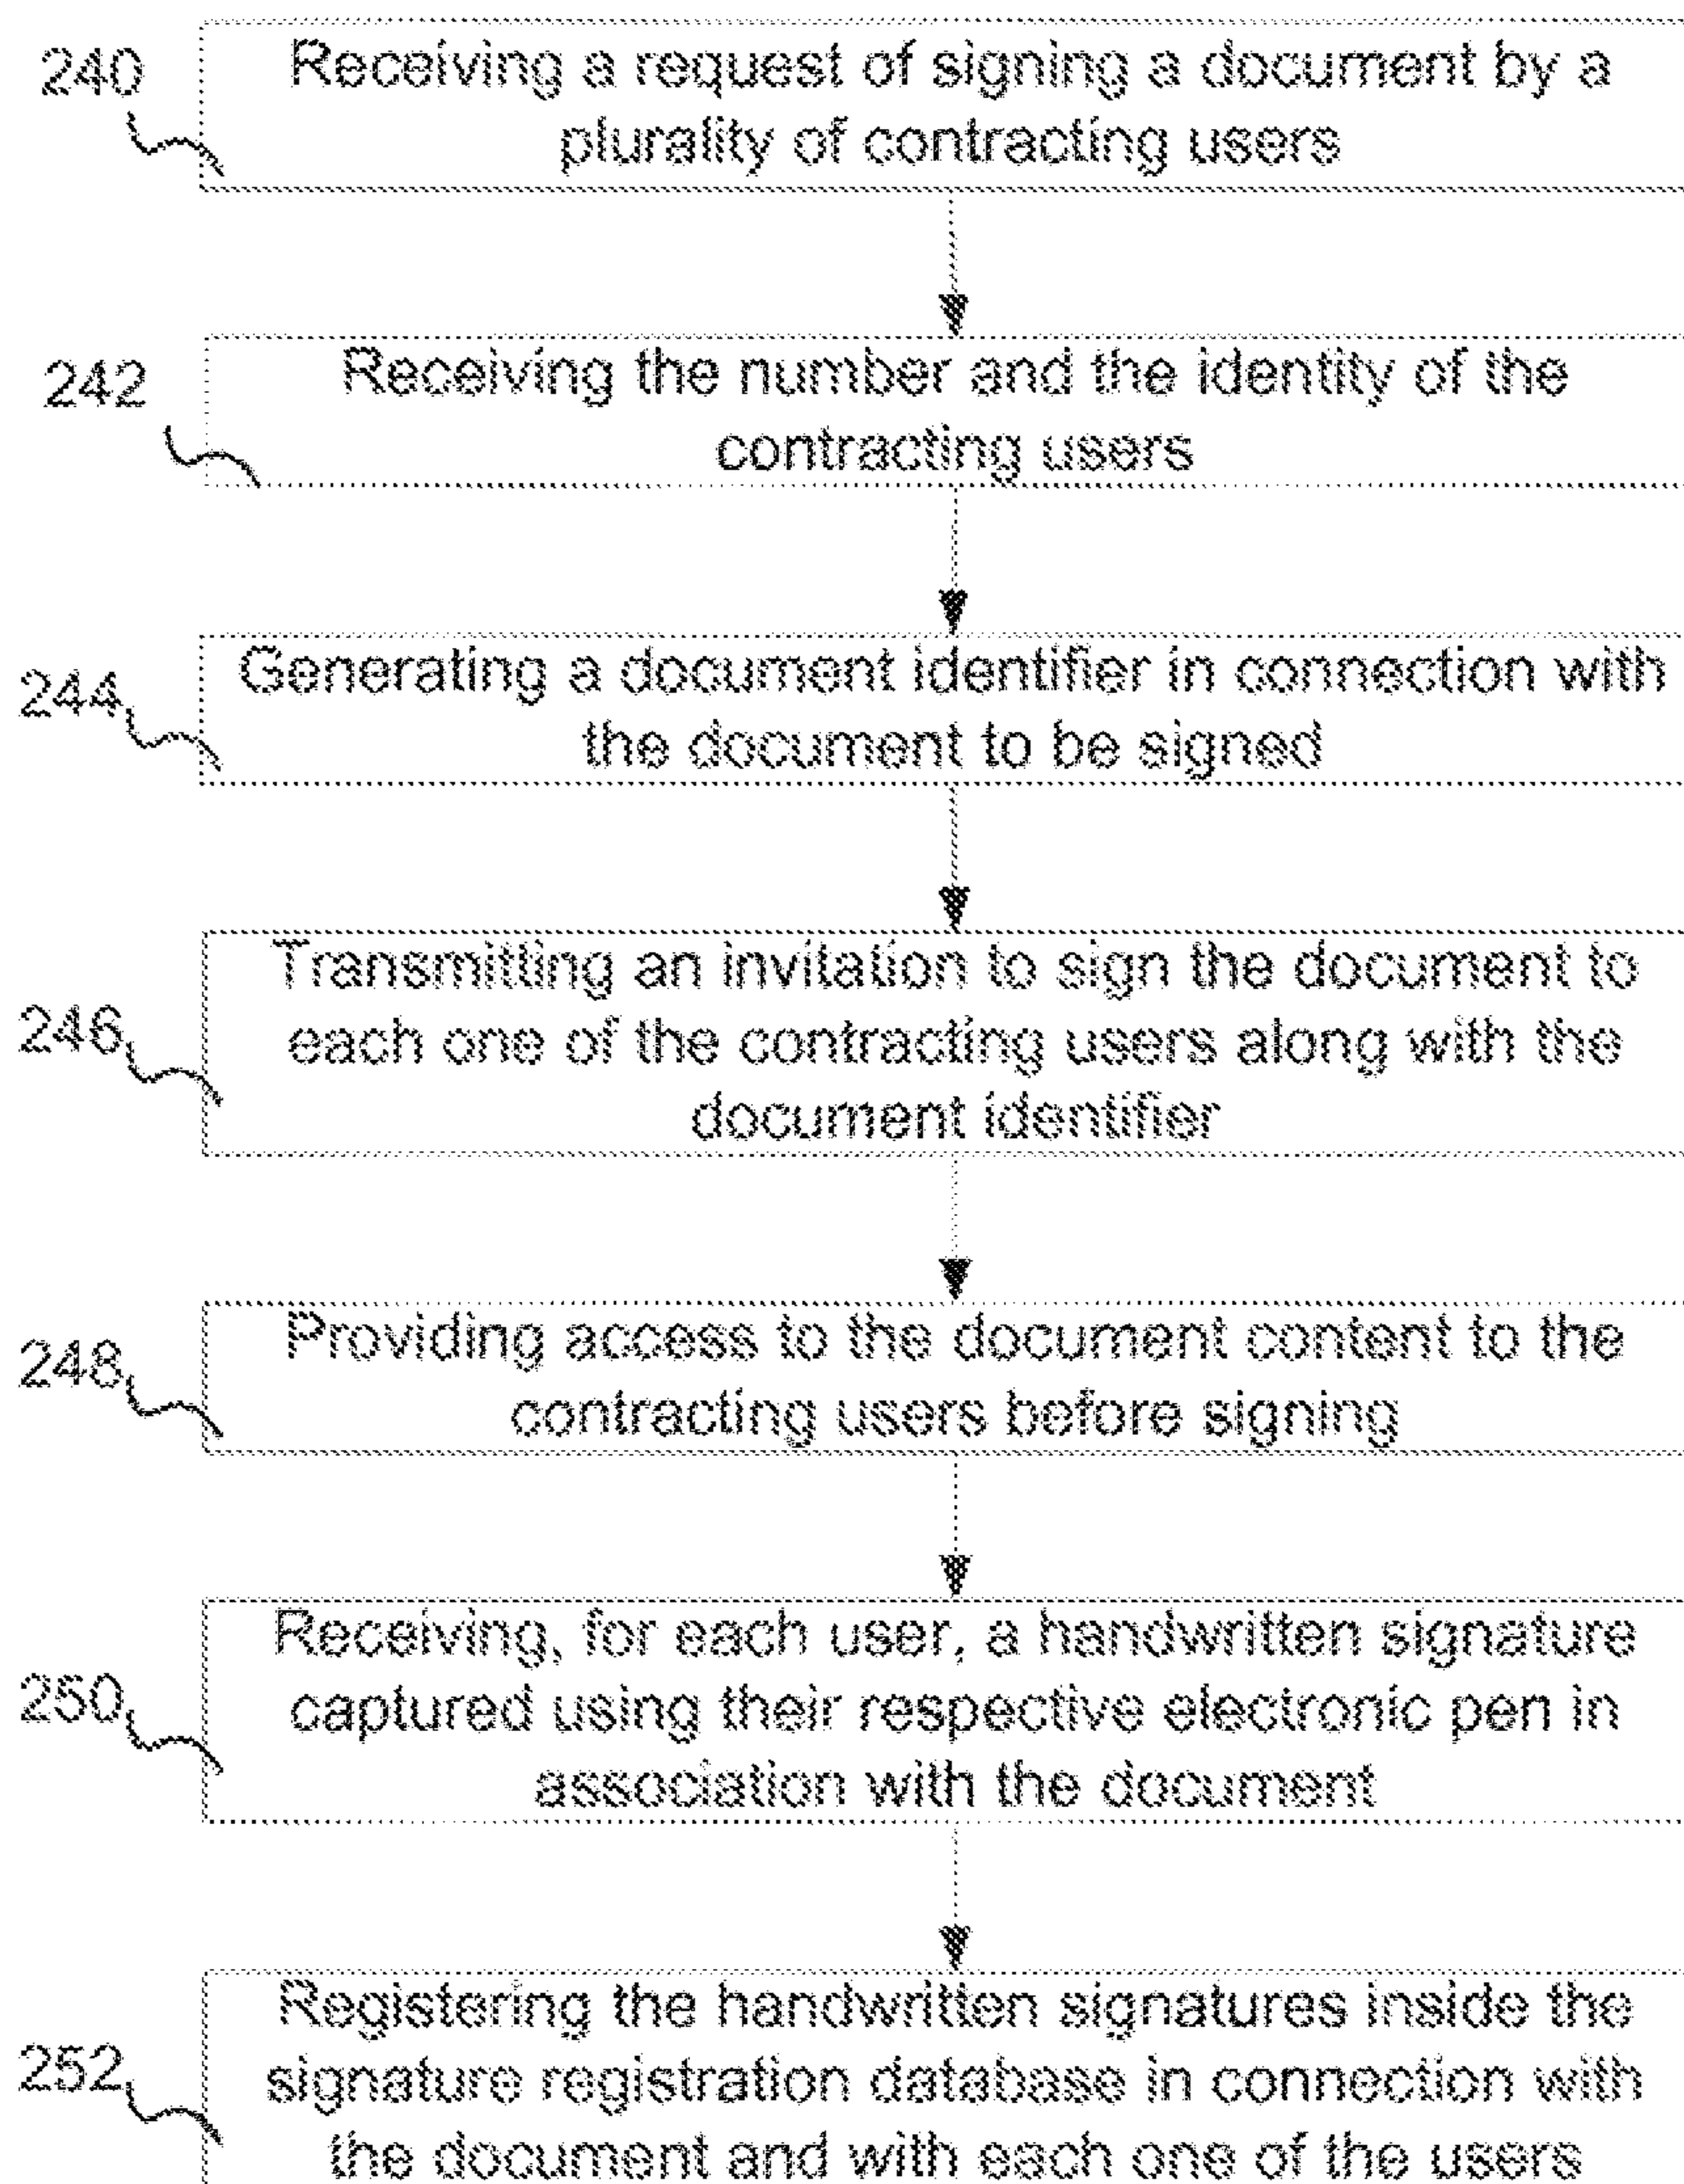 240
Receiving a request of signing a document by a
plurality of contracting users
242
Receiving the number and the identity of the
contracting users
244
Generating a document identifier in connection with
the document to be signed
246
Transmitting an invitation to sign the document to
each one of the contracting users along with the
document identifier
248
Providing access to the document content to the
contracting users before signing
250
Receiving, for each user, a handwritten signature
captured using their respective electronic pen in
association with the document
252
Registering the handwritten signatures inside the
signature registration database in connection with
the document and with each one of the users